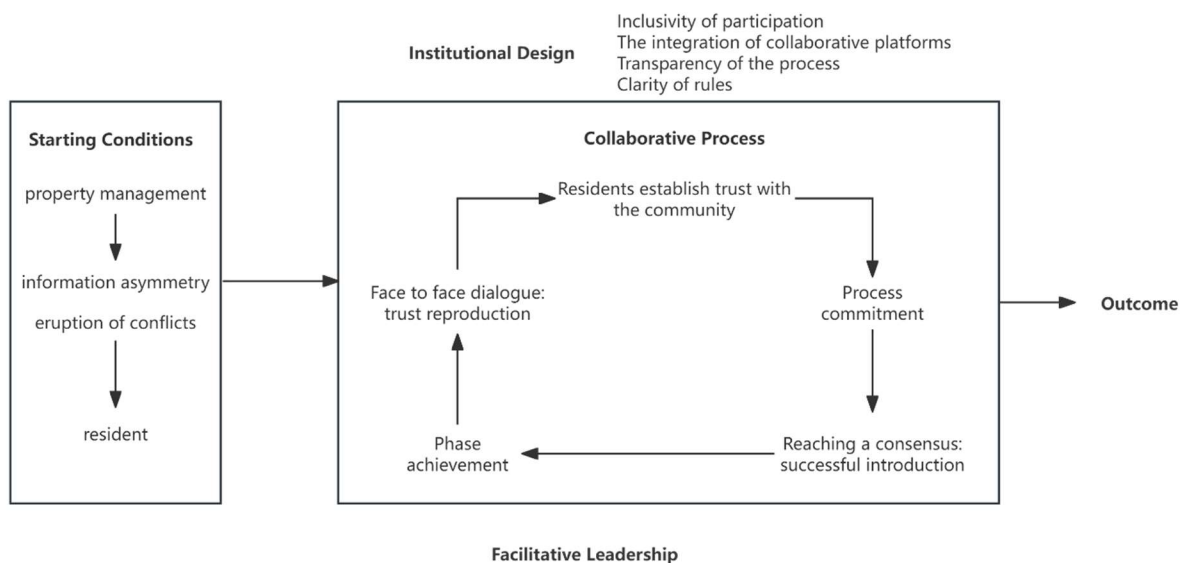 Institutional Design
Inclusivity of participation
The integration of collaborative platforms
Transparency of the process
Clarity of rules
Starting Conditions
property management
information asymmetry
eruption of conflicts
resident
Collaborative Process
Residents establish trust with
the community
Face to face dialogue:
trust reproduction
Process
commitment
Phase
achievement
Reaching a consensus:
successful introduction
Outcome
Facilitative Leadership